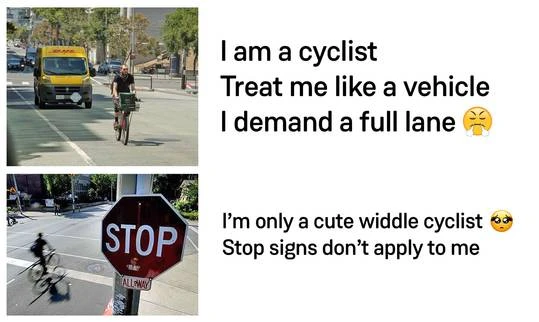 DHL
I am a cyclist
Treat me like a vehicle
I demand a full lane 😤
STOP
ALL-WAY
I'm only a cute widdle cyclist 🥺
Stop signs don't apply to me